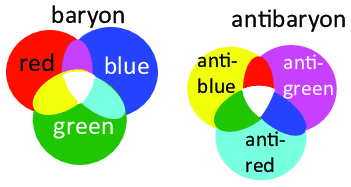 baryon
red
blue
green
antibaryon
anti-
blue
anti-
green
anti-
red